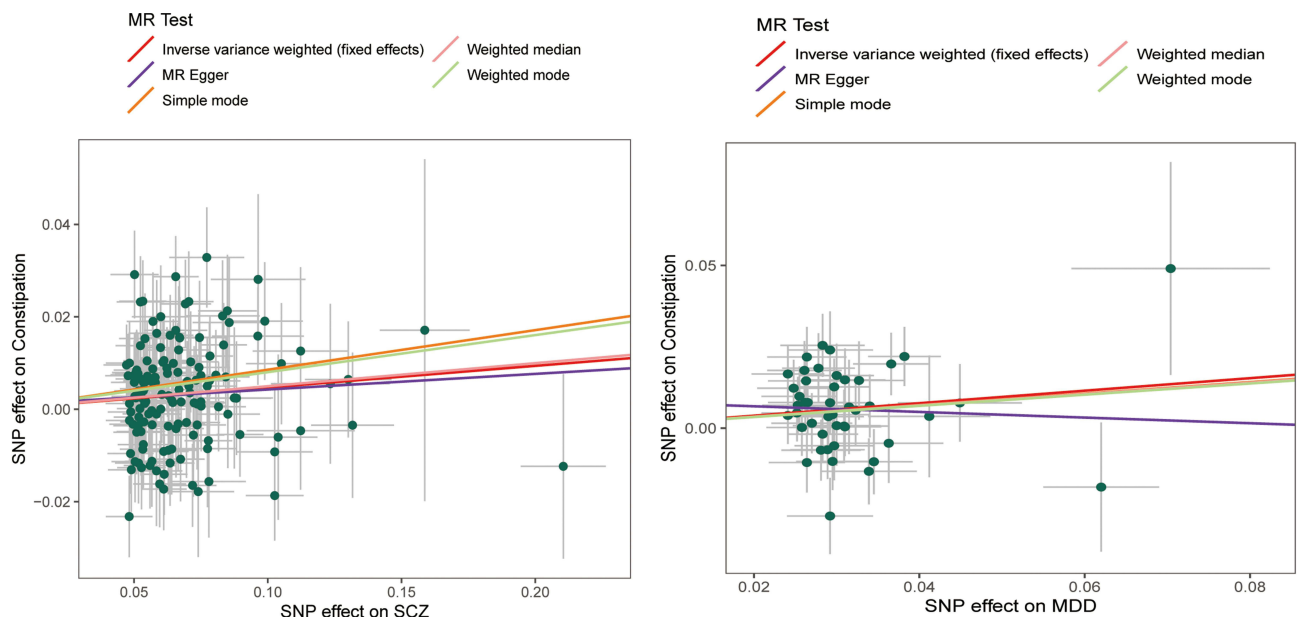 MR Test
Inverse variance weighted (fixed effects)
Weighted median
MR Egger
Weighted mode
Simple mode
SNP effect on Constipation
0.04
0.02
0.00
−0.02
0.05
0.10
0.15
0.20
SNP effect on SCZ
MR Test
Inverse variance weighted (fixed effects)
Weighted median
MR Egger
Weighted mode
Simple mode
SNP effect on Constipation
0.05
0.00
0.02
0.04
0.06
0.08
SNP effect on MDD